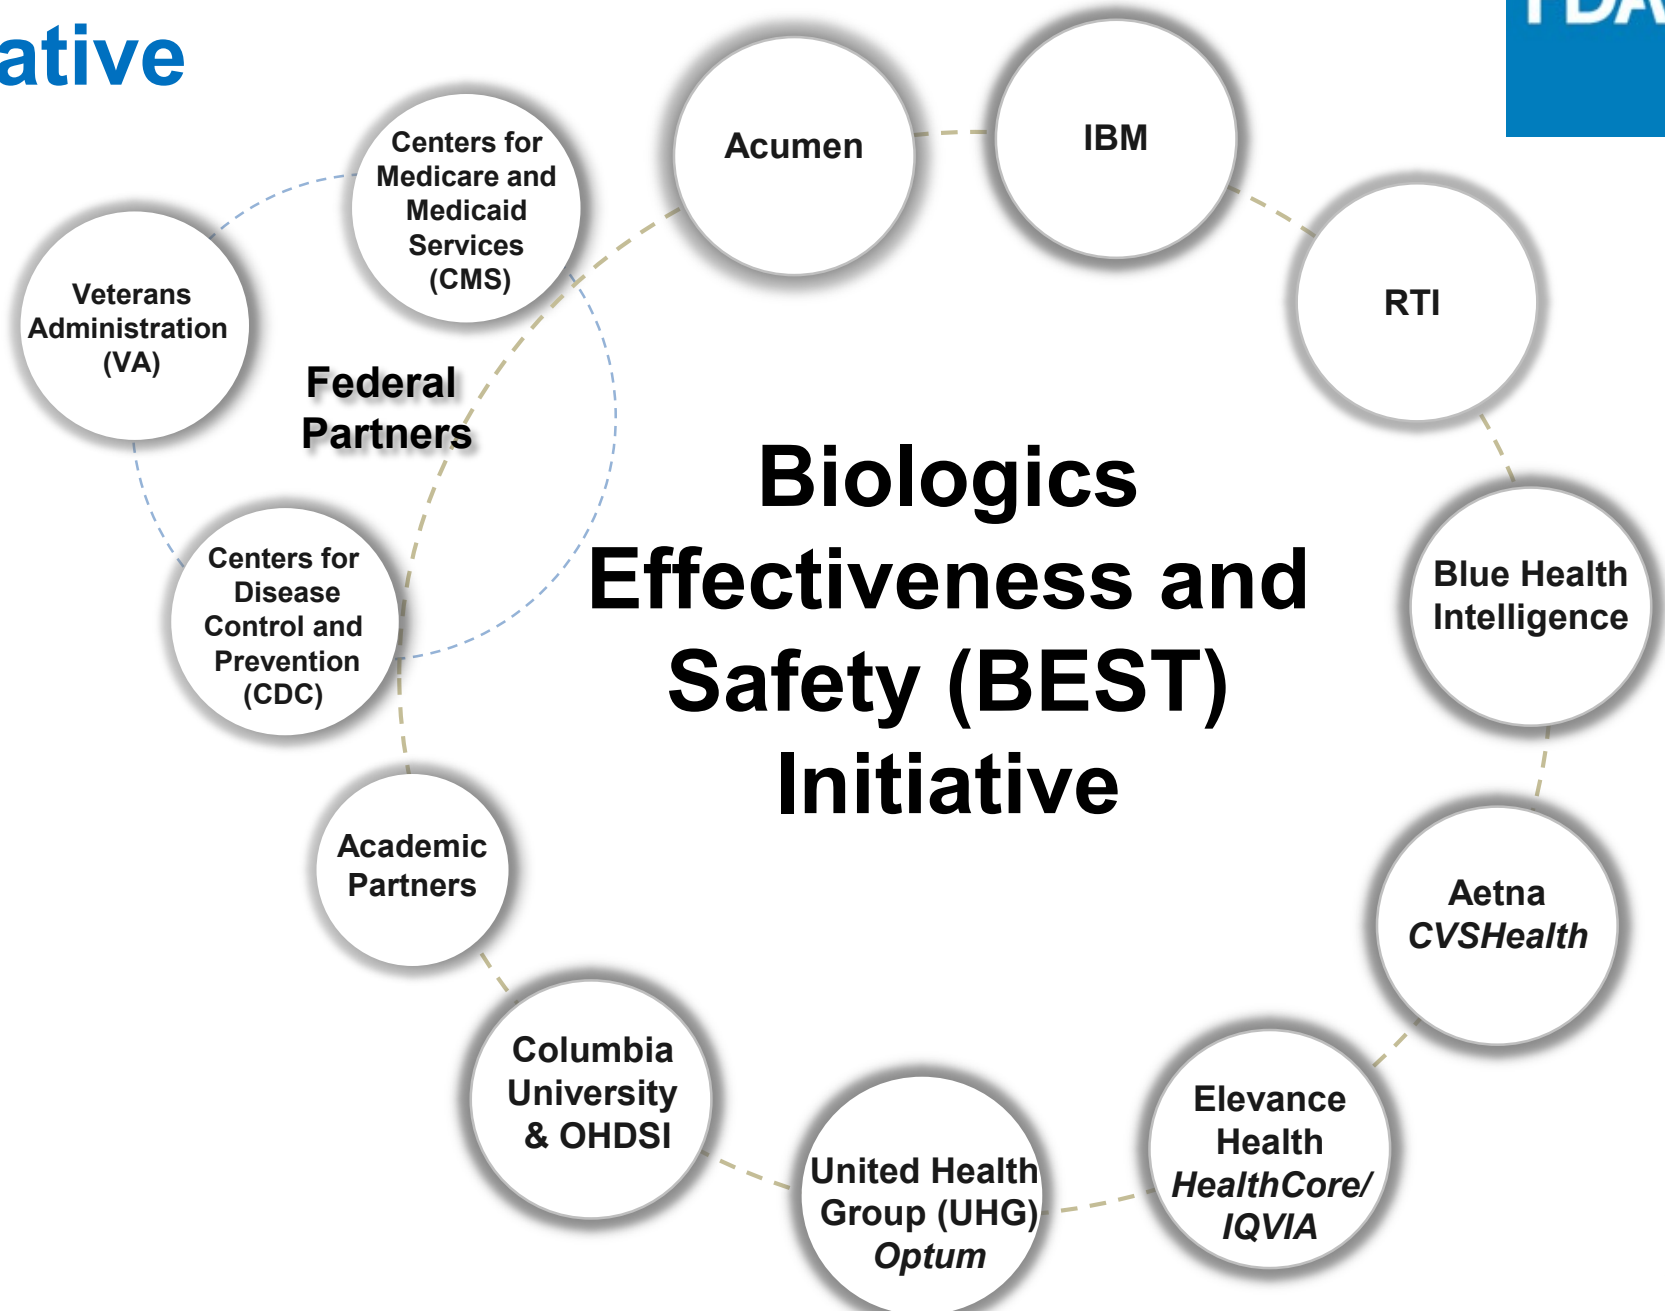 ative
FDA
Centers for
Medicare and
Medicaid
Services
(CMS)
Veterans
Administration
(VA)
Federal
Partners
Centers for
Disease
Control and
Prevention
(CDC)
Acumen
IBM
RTI
Blue Health
Intelligence
Aetna
CVSHealth
Elevance
Health
HealthCore/
IQVIA
United Health
Group (UHG)
Optum
Columbia
University
& OHDSI
Academic
Partners
Biologics
Effectiveness and
Safety (BEST)
Initiative